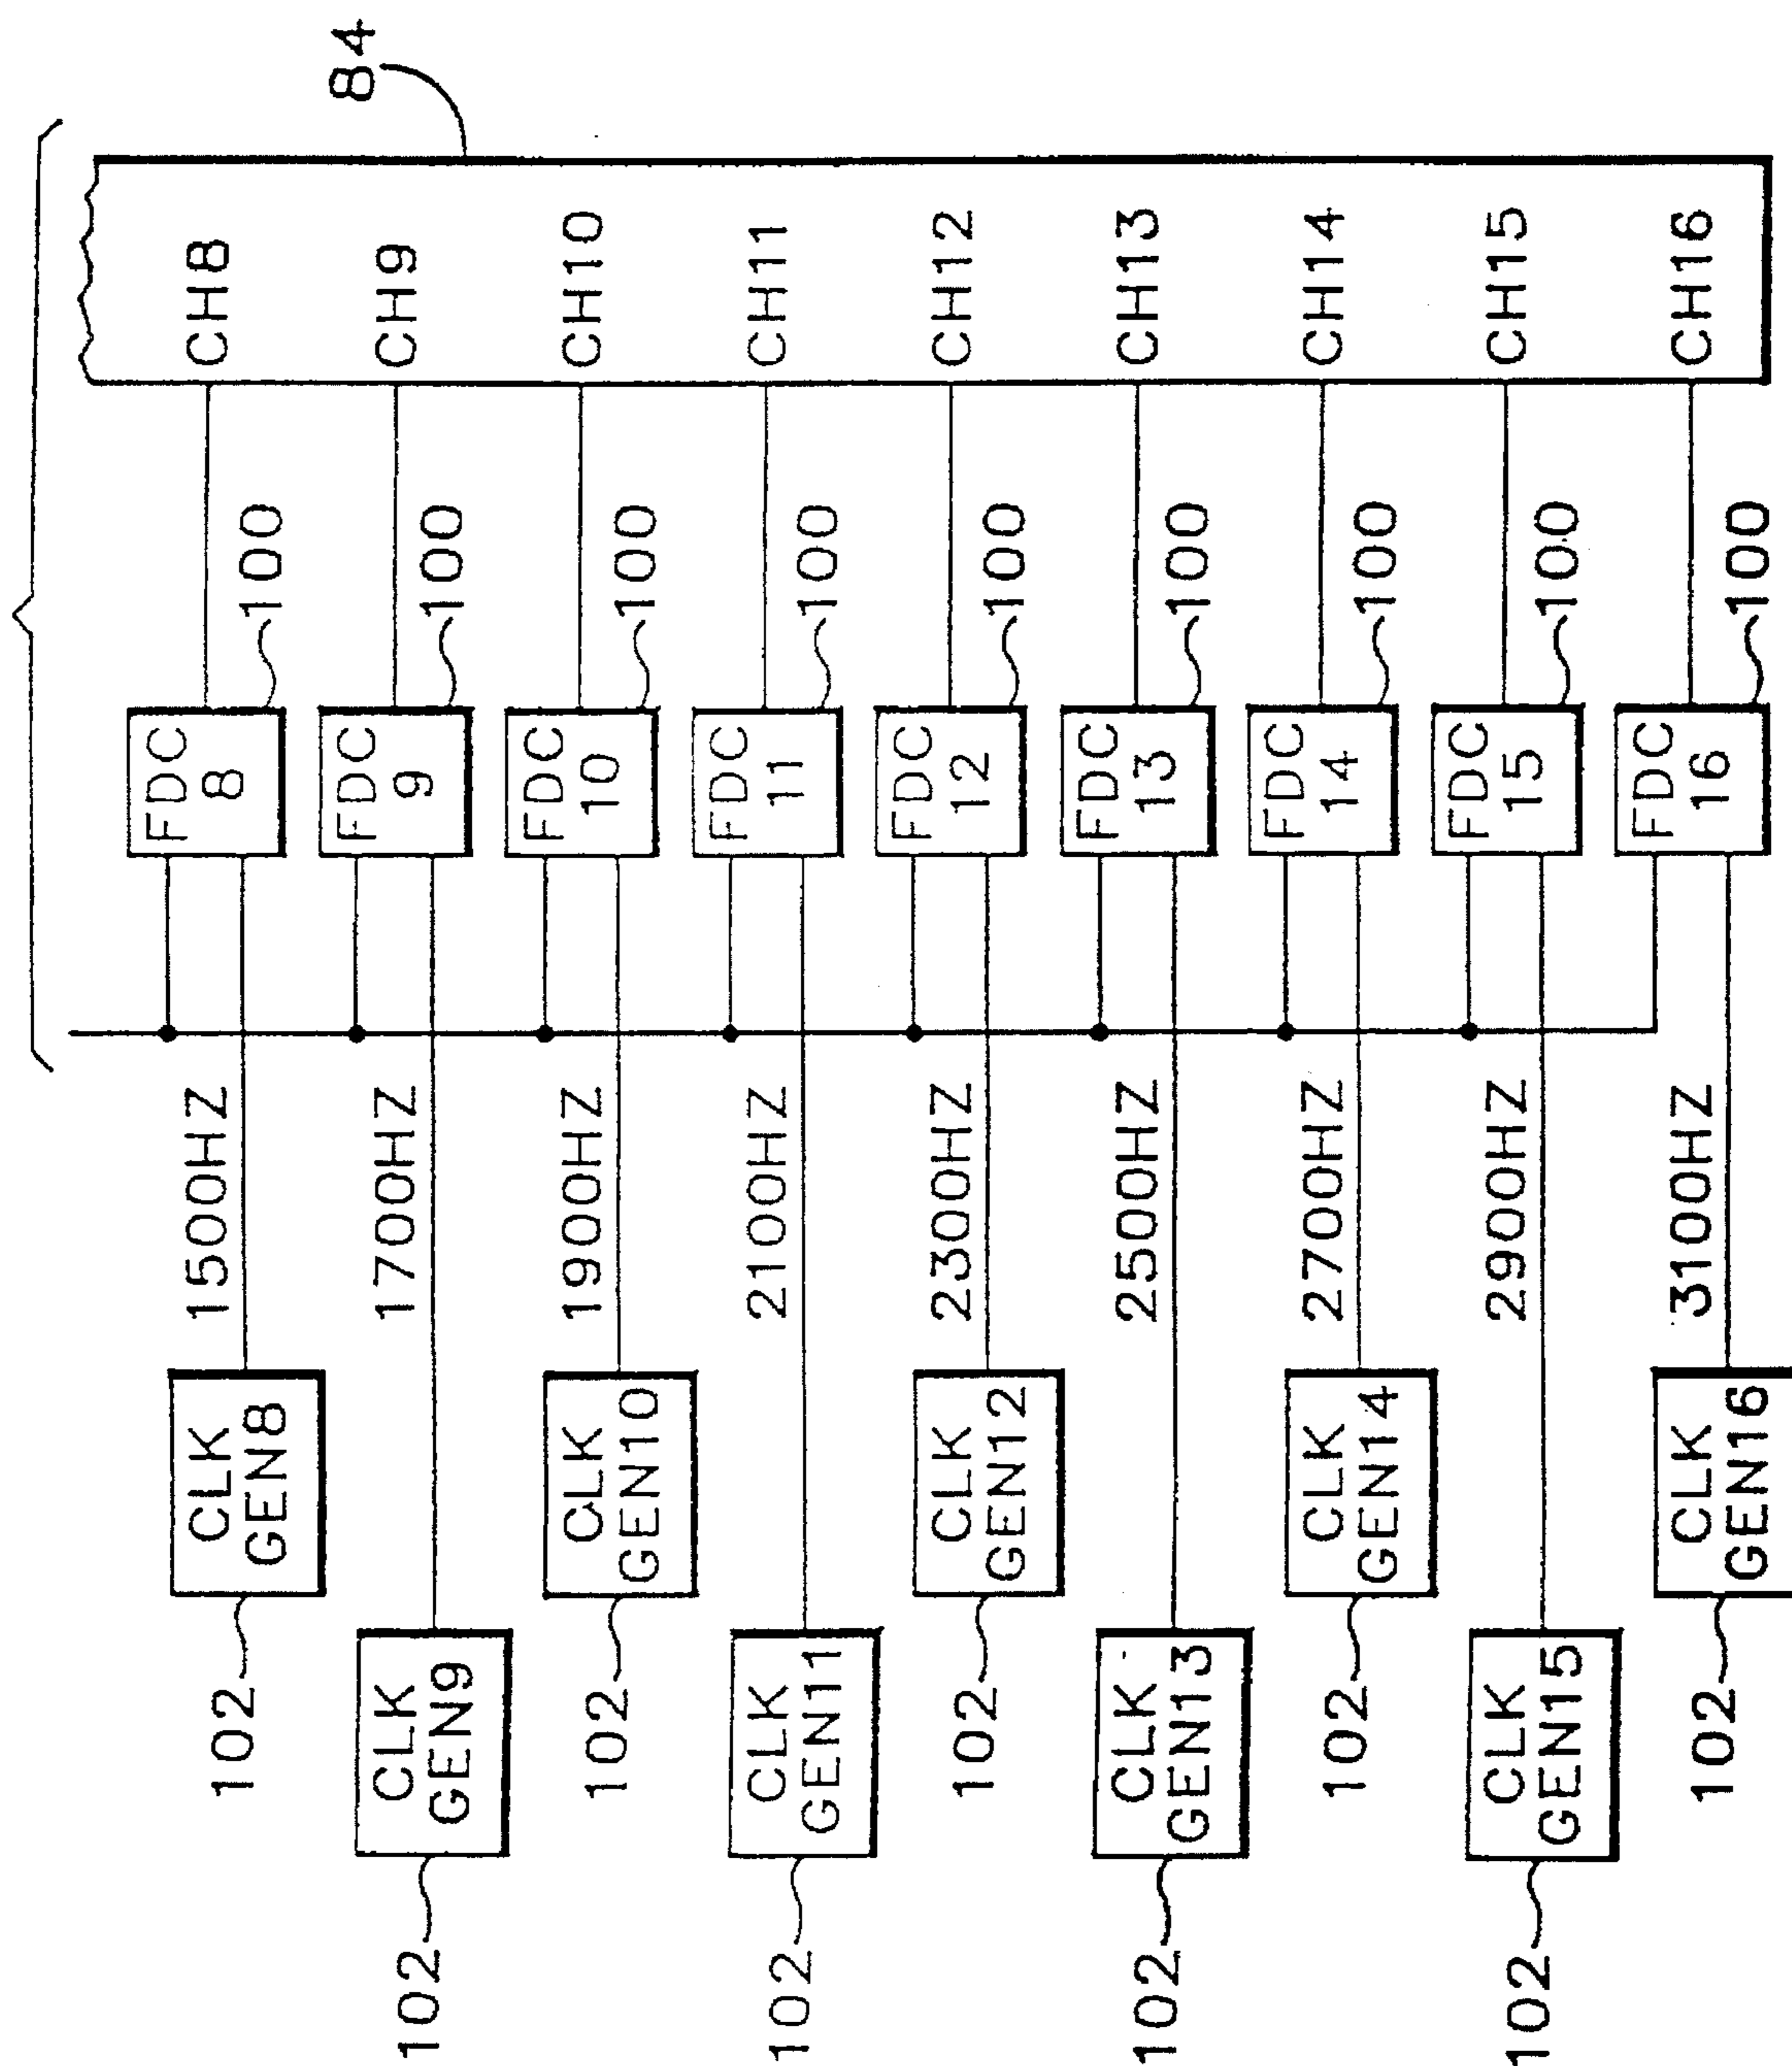 84
CH8
CH9
CH10
CH11
CH12
CH13
CH14
CH15
CH16
100
100
100
100
100
100
100
100
100
FDC
8
FDC
9
FDC
10
FDC
11
FDC
12
FDC
13
FDC
14
FDC
15
FDC
16
1500HZ
1700HZ
1900HZ
2100HZ
2300HZ
2500HZ
2700HZ
2900HZ
3100HZ
CLK
GEN8
CLK
GEN10
CLK
GEN12
CLK
GEN14
CLK
GEN16
102
102
102
102
102
CLK
GEN9
CLK
GEN11
CLK
GEN13
CLK
GEN15
102
102
102
102